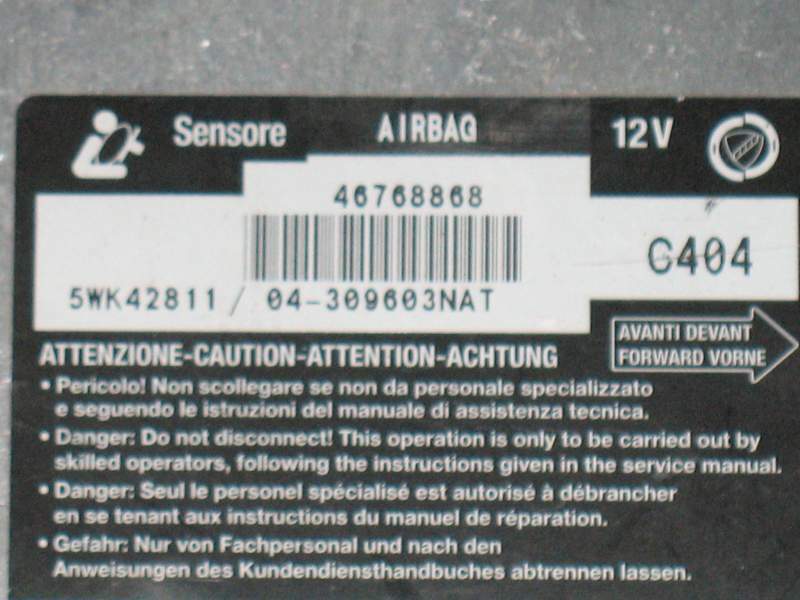 Sensore AIRBAG 12V
46768868
C404
5WK42811 / 04-309603NAT
AVANTI DEVANT
FORWARD VORNE
ATTENZIONE-CAUTION-ATTENTION-ACHTUNG
• Pericolo! Non scollegare se non da personale specializzato
e seguendo le istruzioni del manuale di assistenza tecnica.
• Danger: Do not disconnect! This operation is only to be carried out by
skilled operators, following the instructions given in the service manual.
• Danger: Seul le personel spécialisé est autorisé à débrancher
en se tenant aux instructions du manuel de réparation.
• Gefahr: Nur von Fachpersonal und nach den
Anweisungen des Kundendiensthandbuches abtrennen lassen.